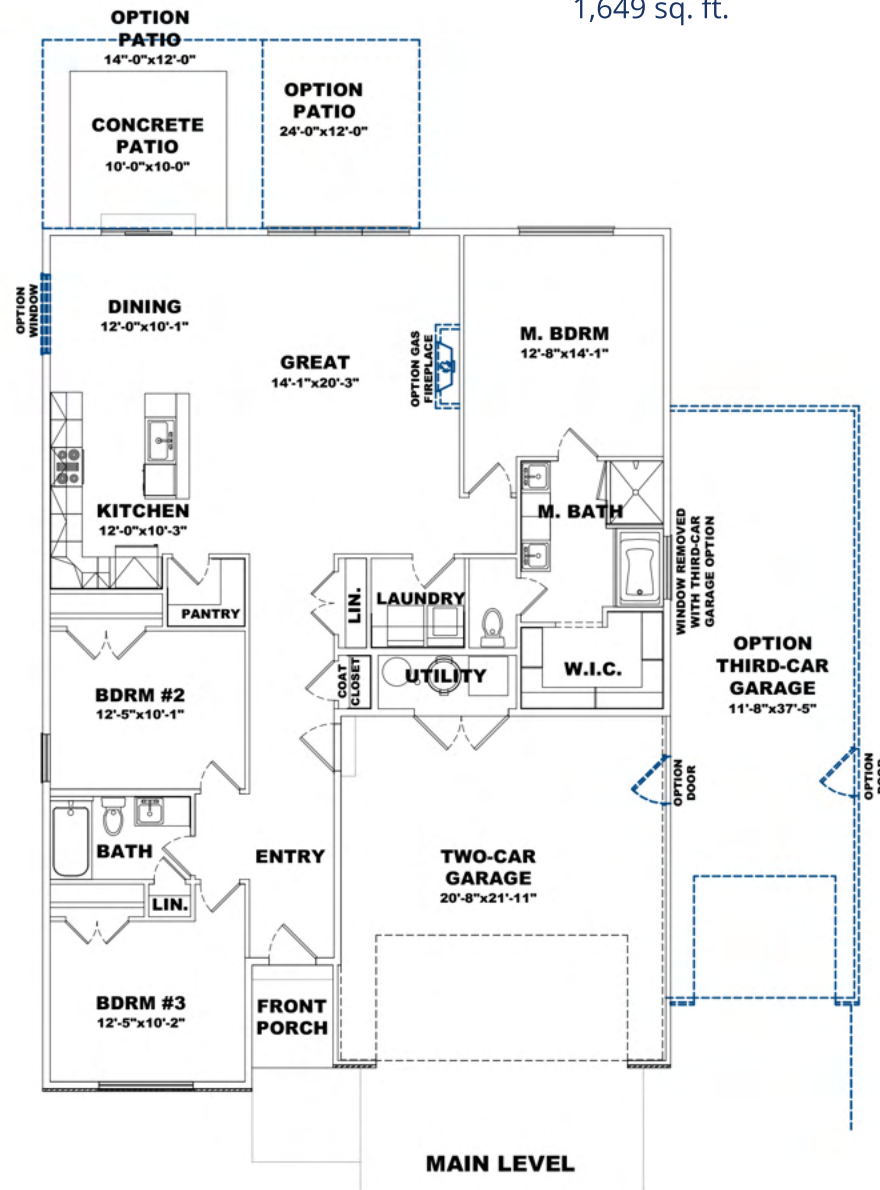 1,649 sq. ft.
OPTION
PATIO
14"-0"x12'-0"
CONCRETE
PATIO
10'-0"x10-0"
OPTION
PATIO
24'-0"x12'-0"
OPTION
WINDOW
DINING
12'-0"x10'-1"
GREAT
14'-1"x20'-3"
OPTION GAS
FIREPLACE
M. BDRM
12'-8"x14'-1"
KITCHEN
12'-0"x10'-3"
M. BATH
WINDOW REMOVED
WITH THIRD-CAR
GARAGE OPTION
PANTRY
LIN.
LAUNDRY
COAT
CLOSET
UTILITY
W.I.C.
OPTION
THIRD-CAR
GARAGE
11'-8"x37'-5"
BDRM #2
12'-5"x10'-1"
OPTION
DOOR
OPTION
BATH
ENTRY
TWO-CAR
GARAGE
20'-8"x21'-11"
LIN.
BDRM #3
12'-5"x10'-2"
FRONT
PORCH
MAIN LEVEL